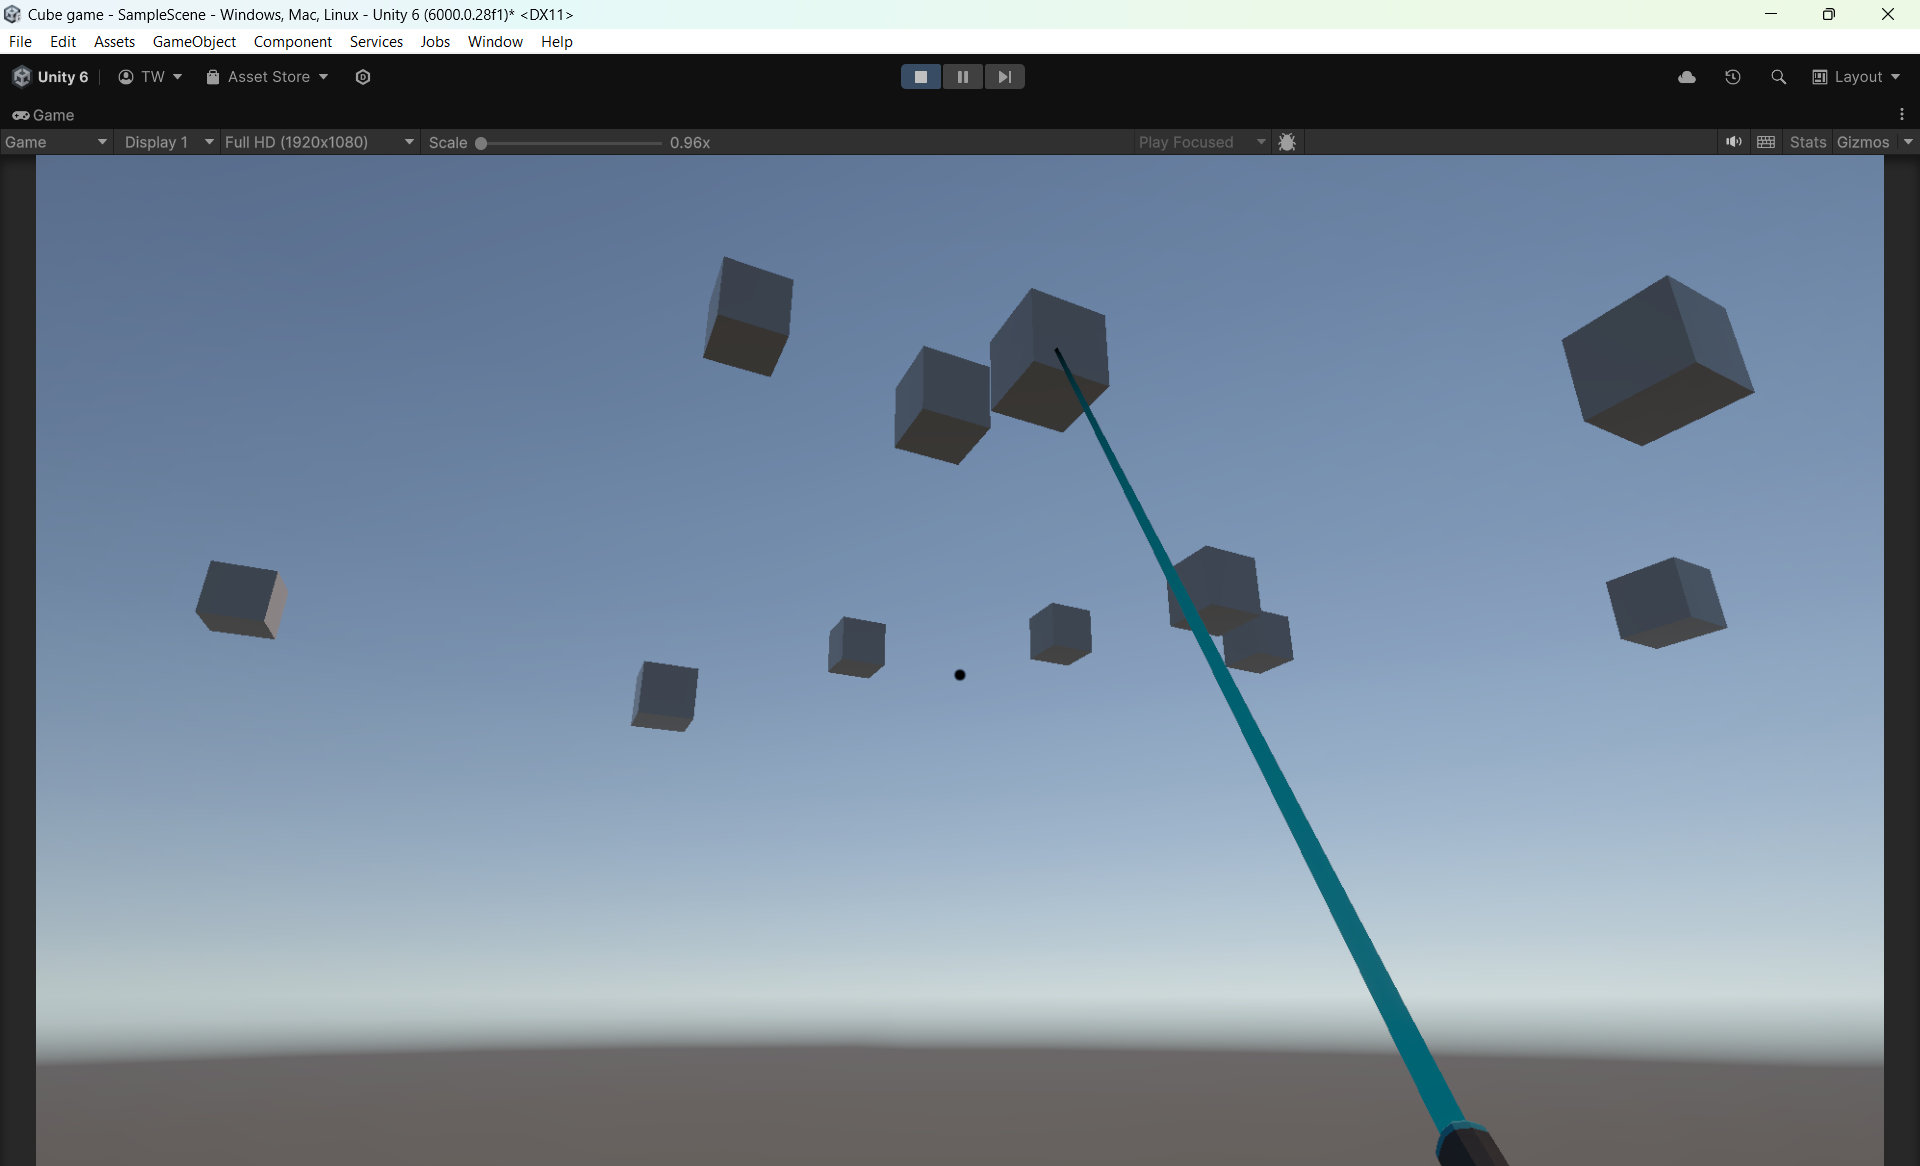 Cube game - SampleScene - Windows, Mac, Linux - Unity 6 (6000.0.28f1)* <DX11>
File Edit Assets GameObject Component Services Jobs Window Help
Unity 6 TW Asset Store Layout
Game
Game Display 1 Full HD (1920x1080) Scale 0.96x Play Focused Stats Gizmos